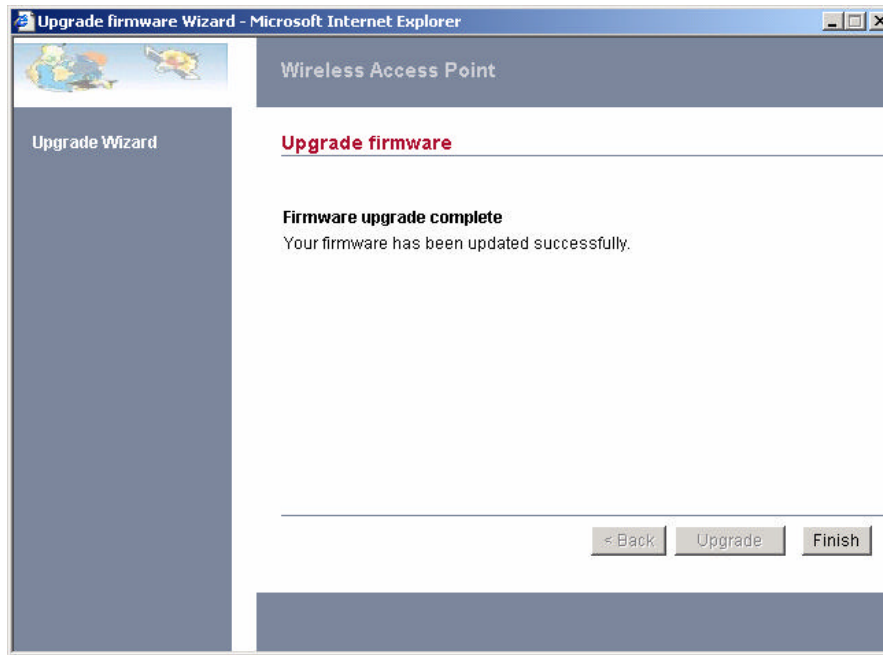 Upgrade firmware Wizard - Microsoft Internet Explorer
Wireless Access Point
Upgrade Wizard
Upgrade firmware
Firmware upgrade complete
Your firmware has been updated successfully.
< Back
Upgrade
Finish